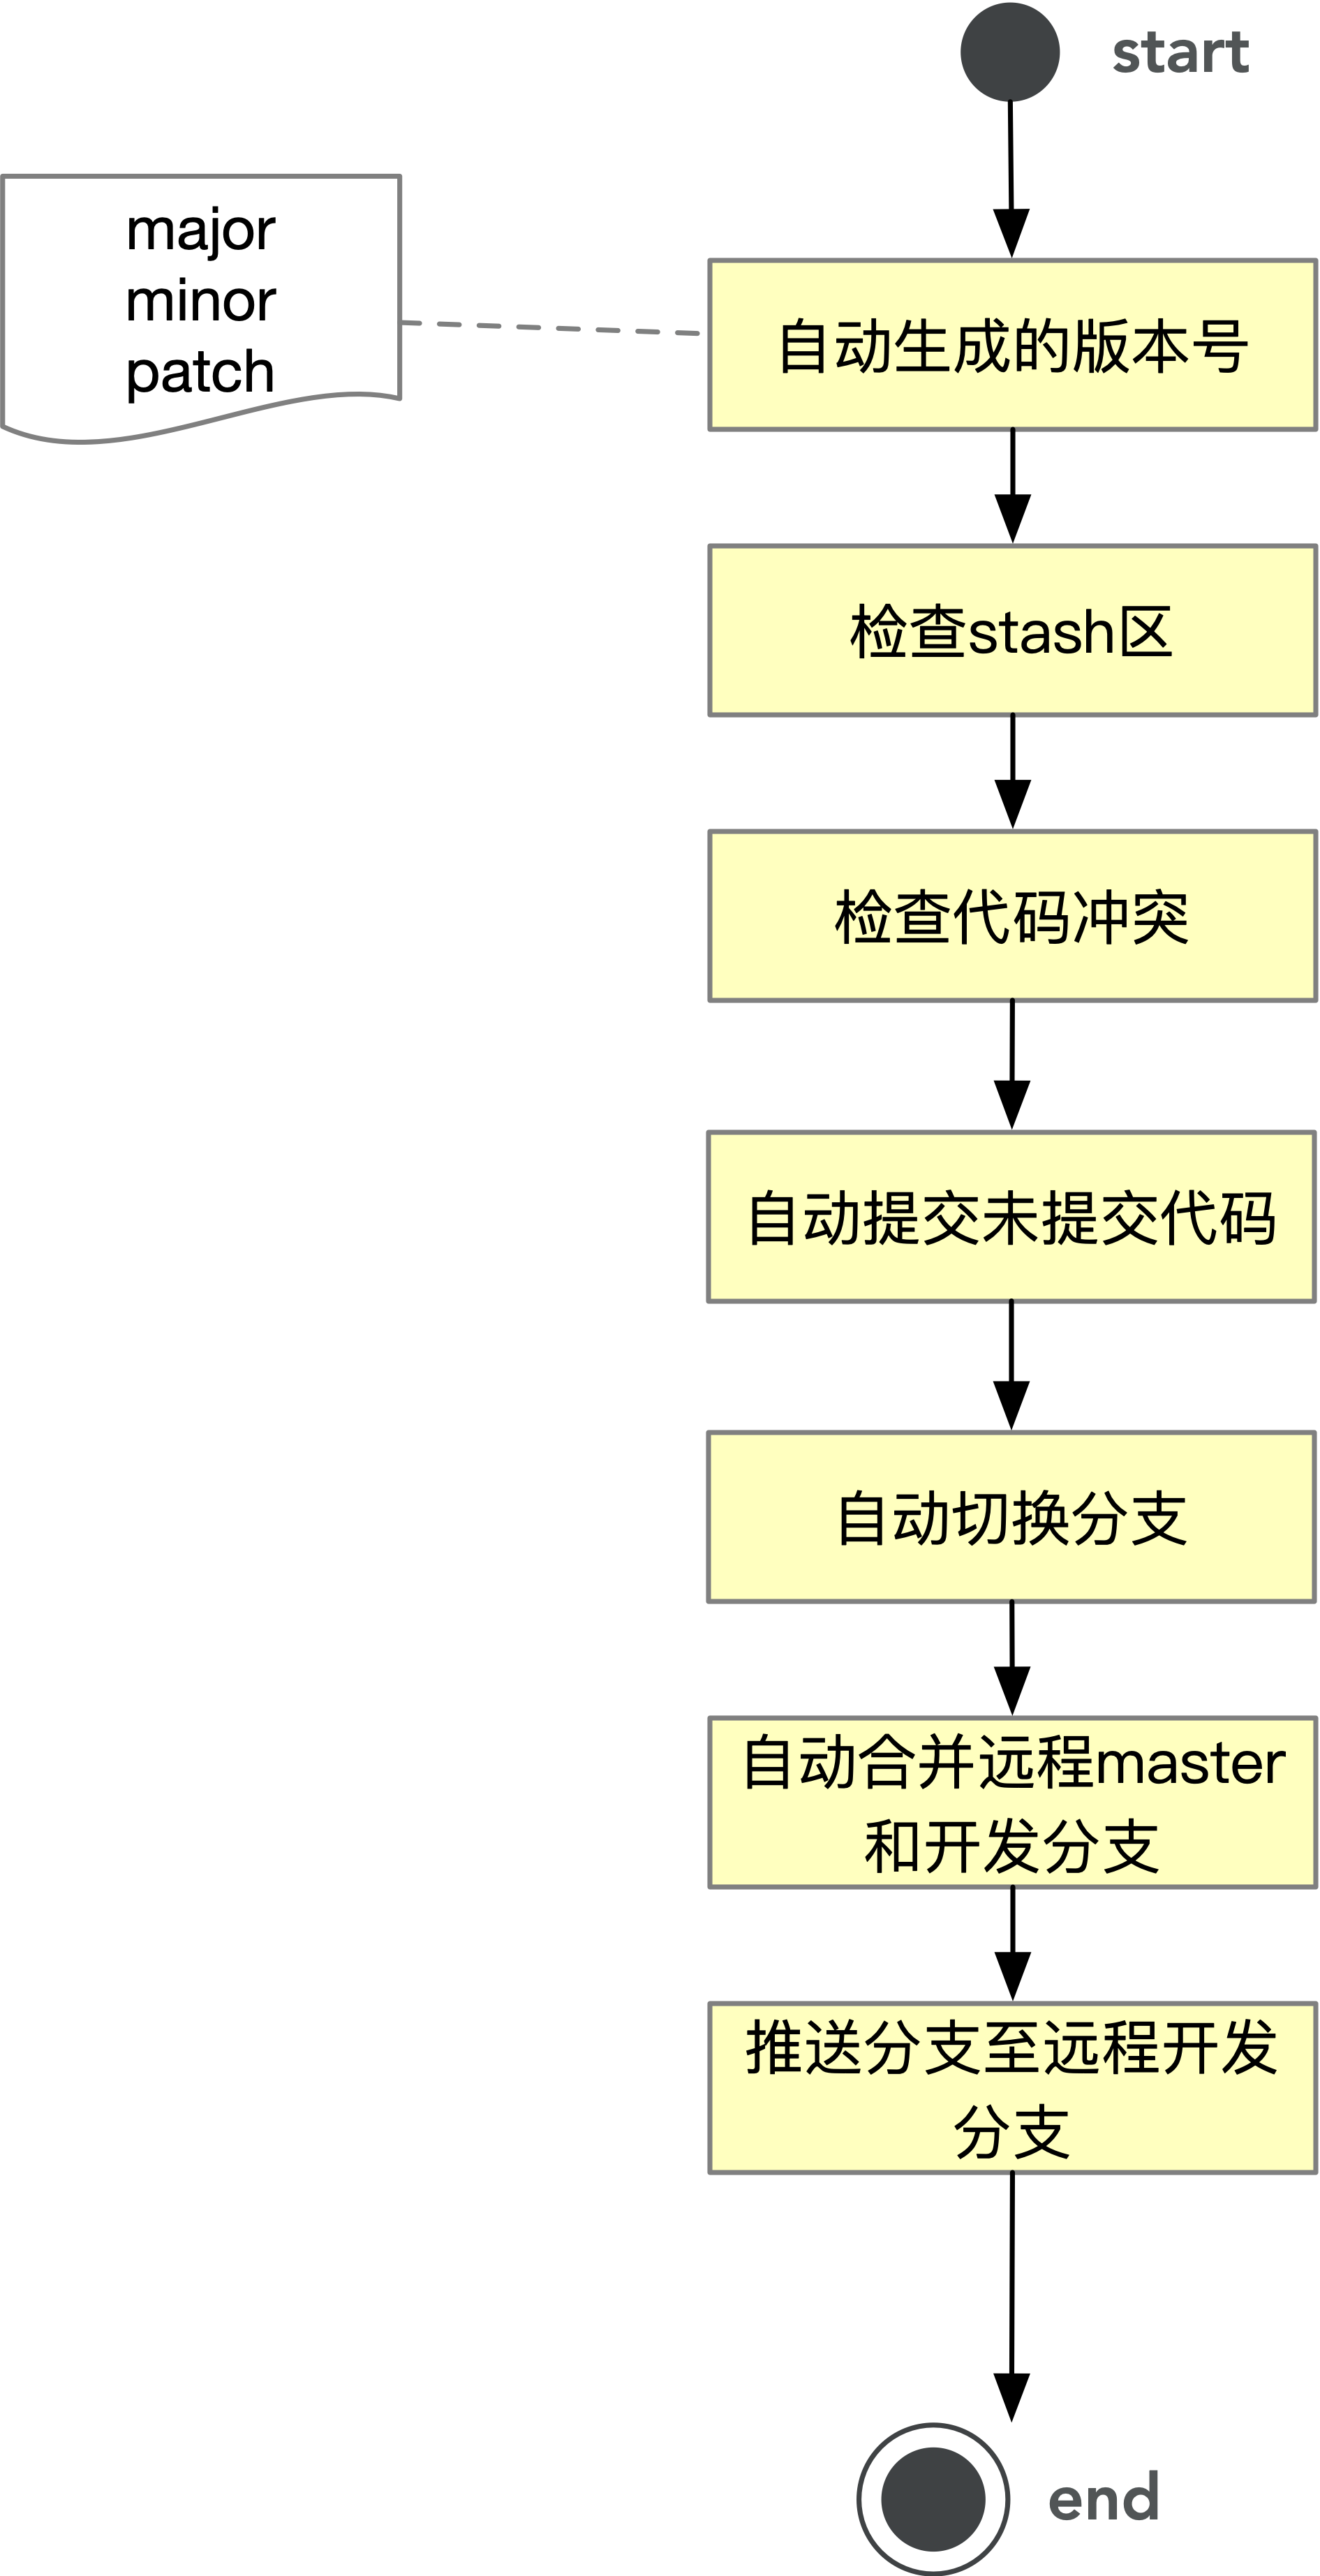 start
major
minor
patch
自动生成的版本号
检查stash区
检查代码冲突
自动提交未提交代码
自动切换分支
自动合并远程master
和开发分支
推送分支至远程开发
分支
end